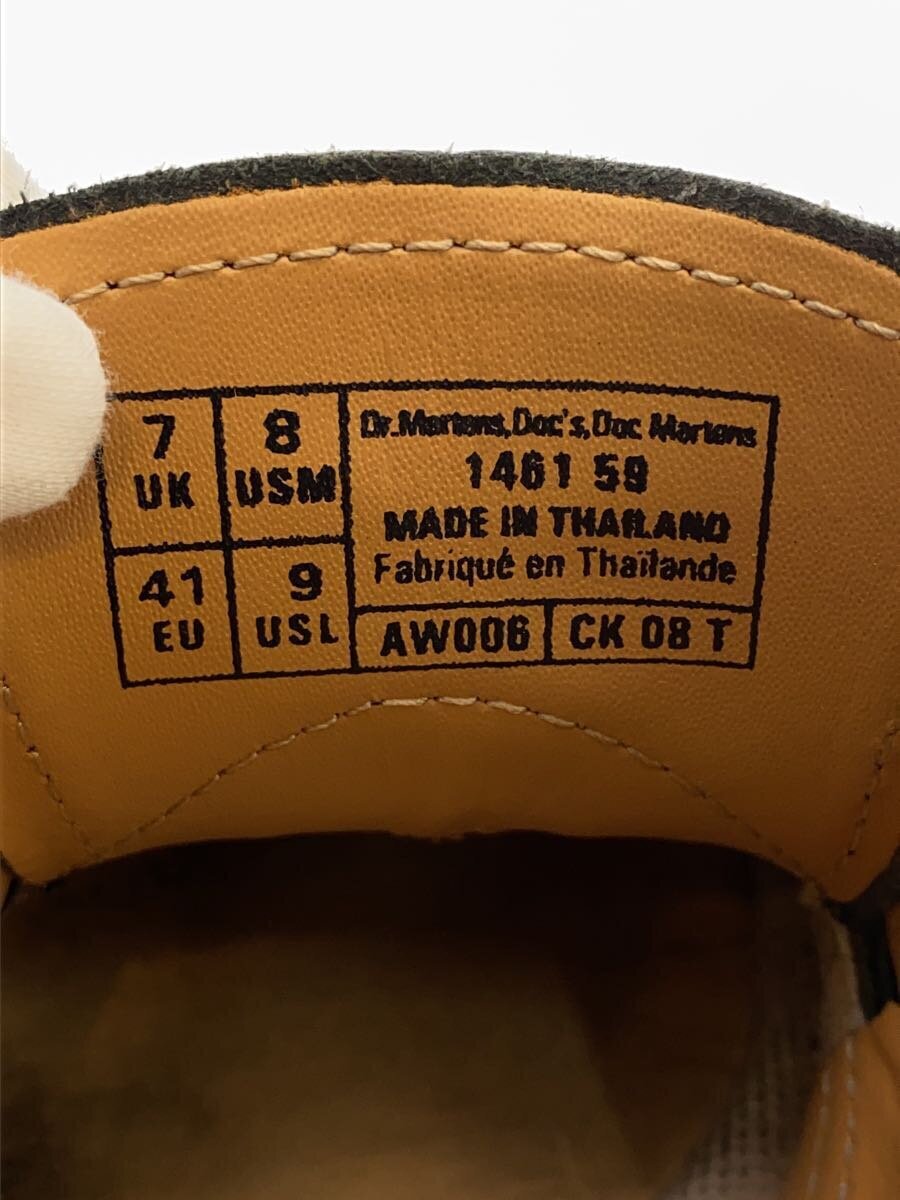 7
UK
8
USM
41
EU
9
USL
Dr.Martens,Doc's,Doc Martens
1461 59
MADE IN THAILAND
Fabriqué en Thaïlande
AW006
CK 08 T